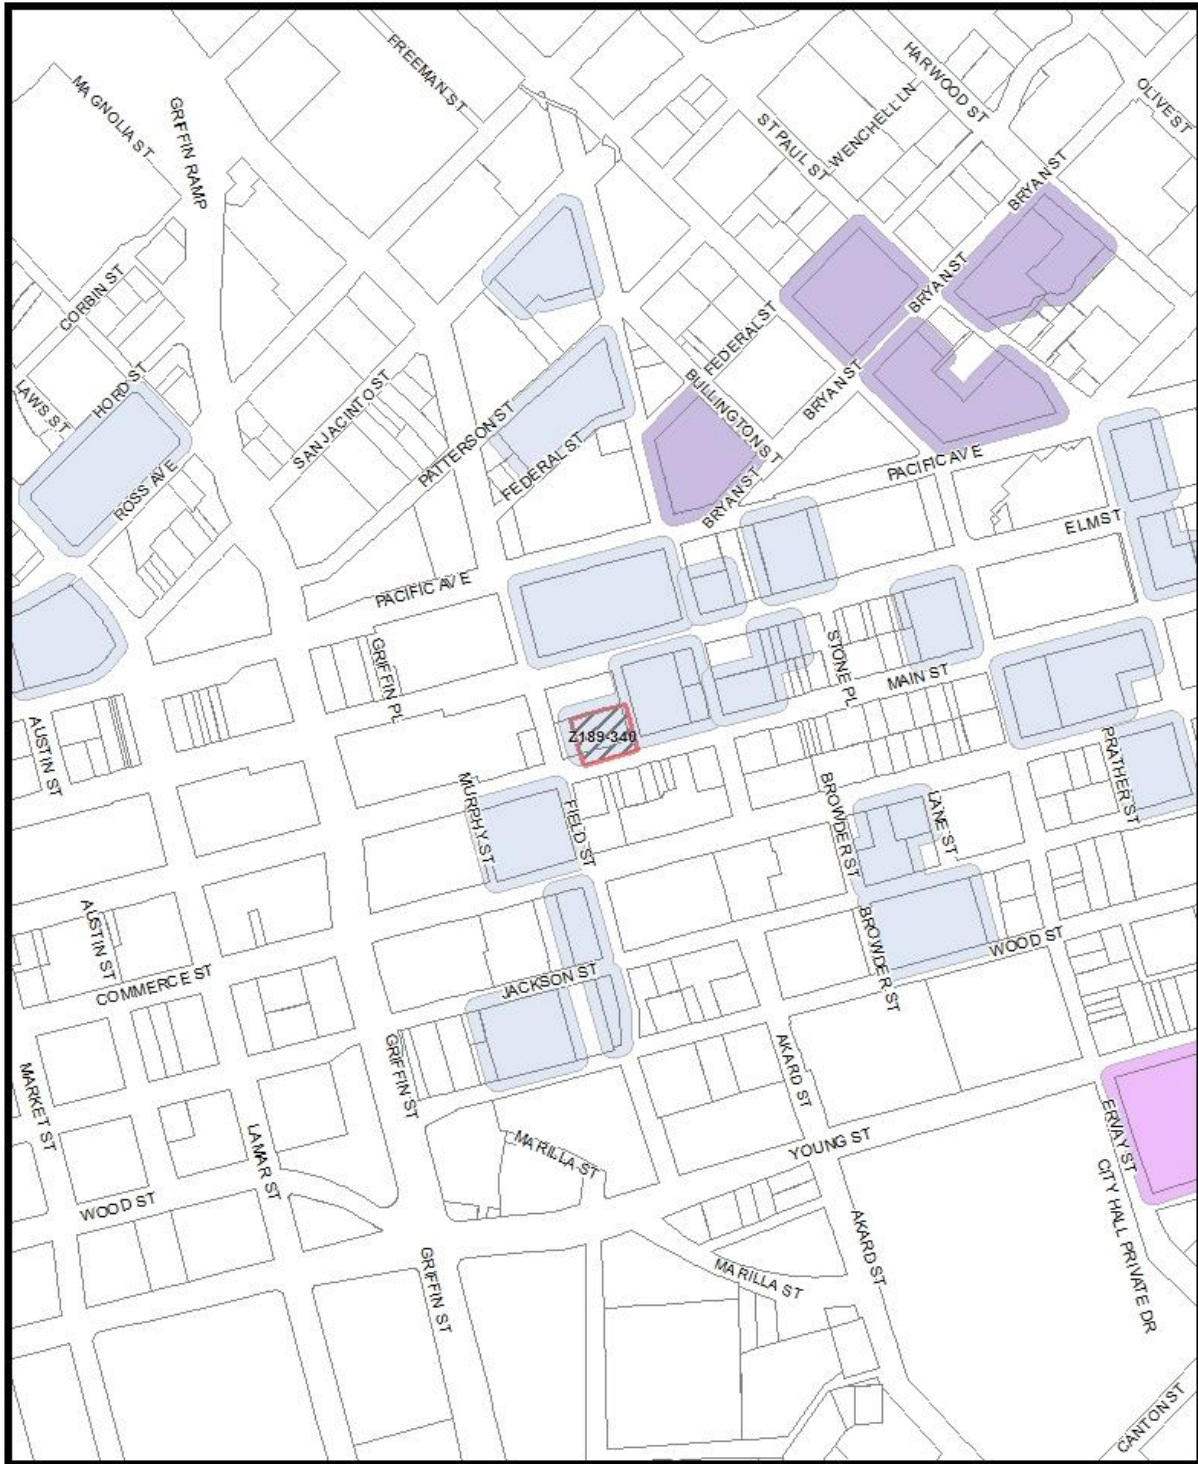 MAGNOLIA ST
GRIFFIN RAMP
FREEMAN ST
HARWOOD ST
OLIVE ST
WENCHELL LN
ST PAUL ST
BRYAN ST
CORBIN ST
BRYAN ST
FEDERAL ST
HORD ST
LAWS ST
SAN JACINTO ST
BULLINGTON ST
BRYAN ST
PATTERSON ST
ROSS AVE
FEDERAL ST
PACIFIC AVE
BRYAN ST
ELM ST
PACIFIC AVE
GRIFFIN PL
STONE PL
MAIN ST
Z189-340
AUSTIN ST
PRATHER ST
MURPHY ST
FIELD ST
BROWDER ST
LANE ST
AUSTIN ST
BROWDER ST
WOOD ST
COMMERCE ST
JACKSON ST
GRIFFIN ST
AKARD ST
MARKET ST
LAMAR ST
MARILLA ST
YOUNG ST
ERVAY ST
WOOD ST
CITY HALL PRIVATE DR
AKARD ST
GRIFFIN ST
MARILLA ST
CANTON ST